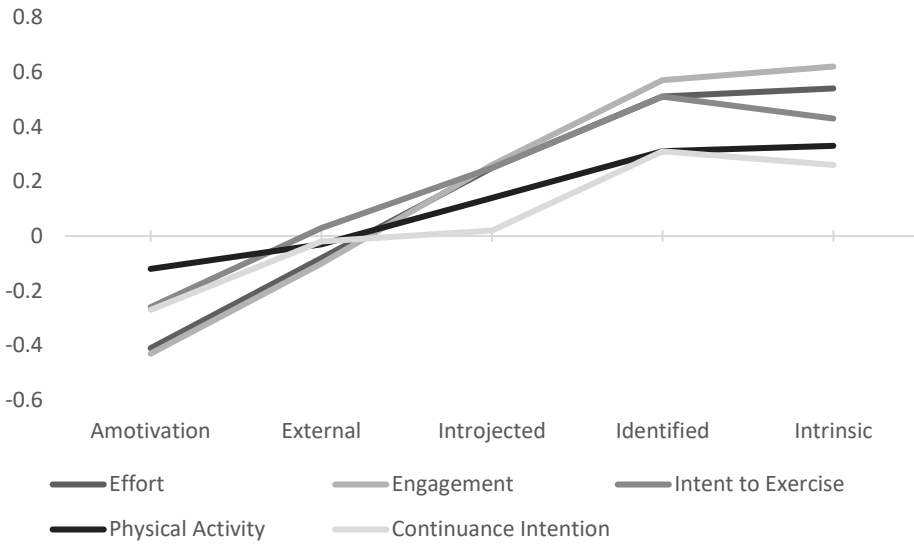 0.8
0.6
0.4
0.2
0
-0.2
-0.4
-0.6
Amotivation External Introjected Identified Intrinsic
Effort Engagement Intent to Exercise
Physical Activity Continuance Intention